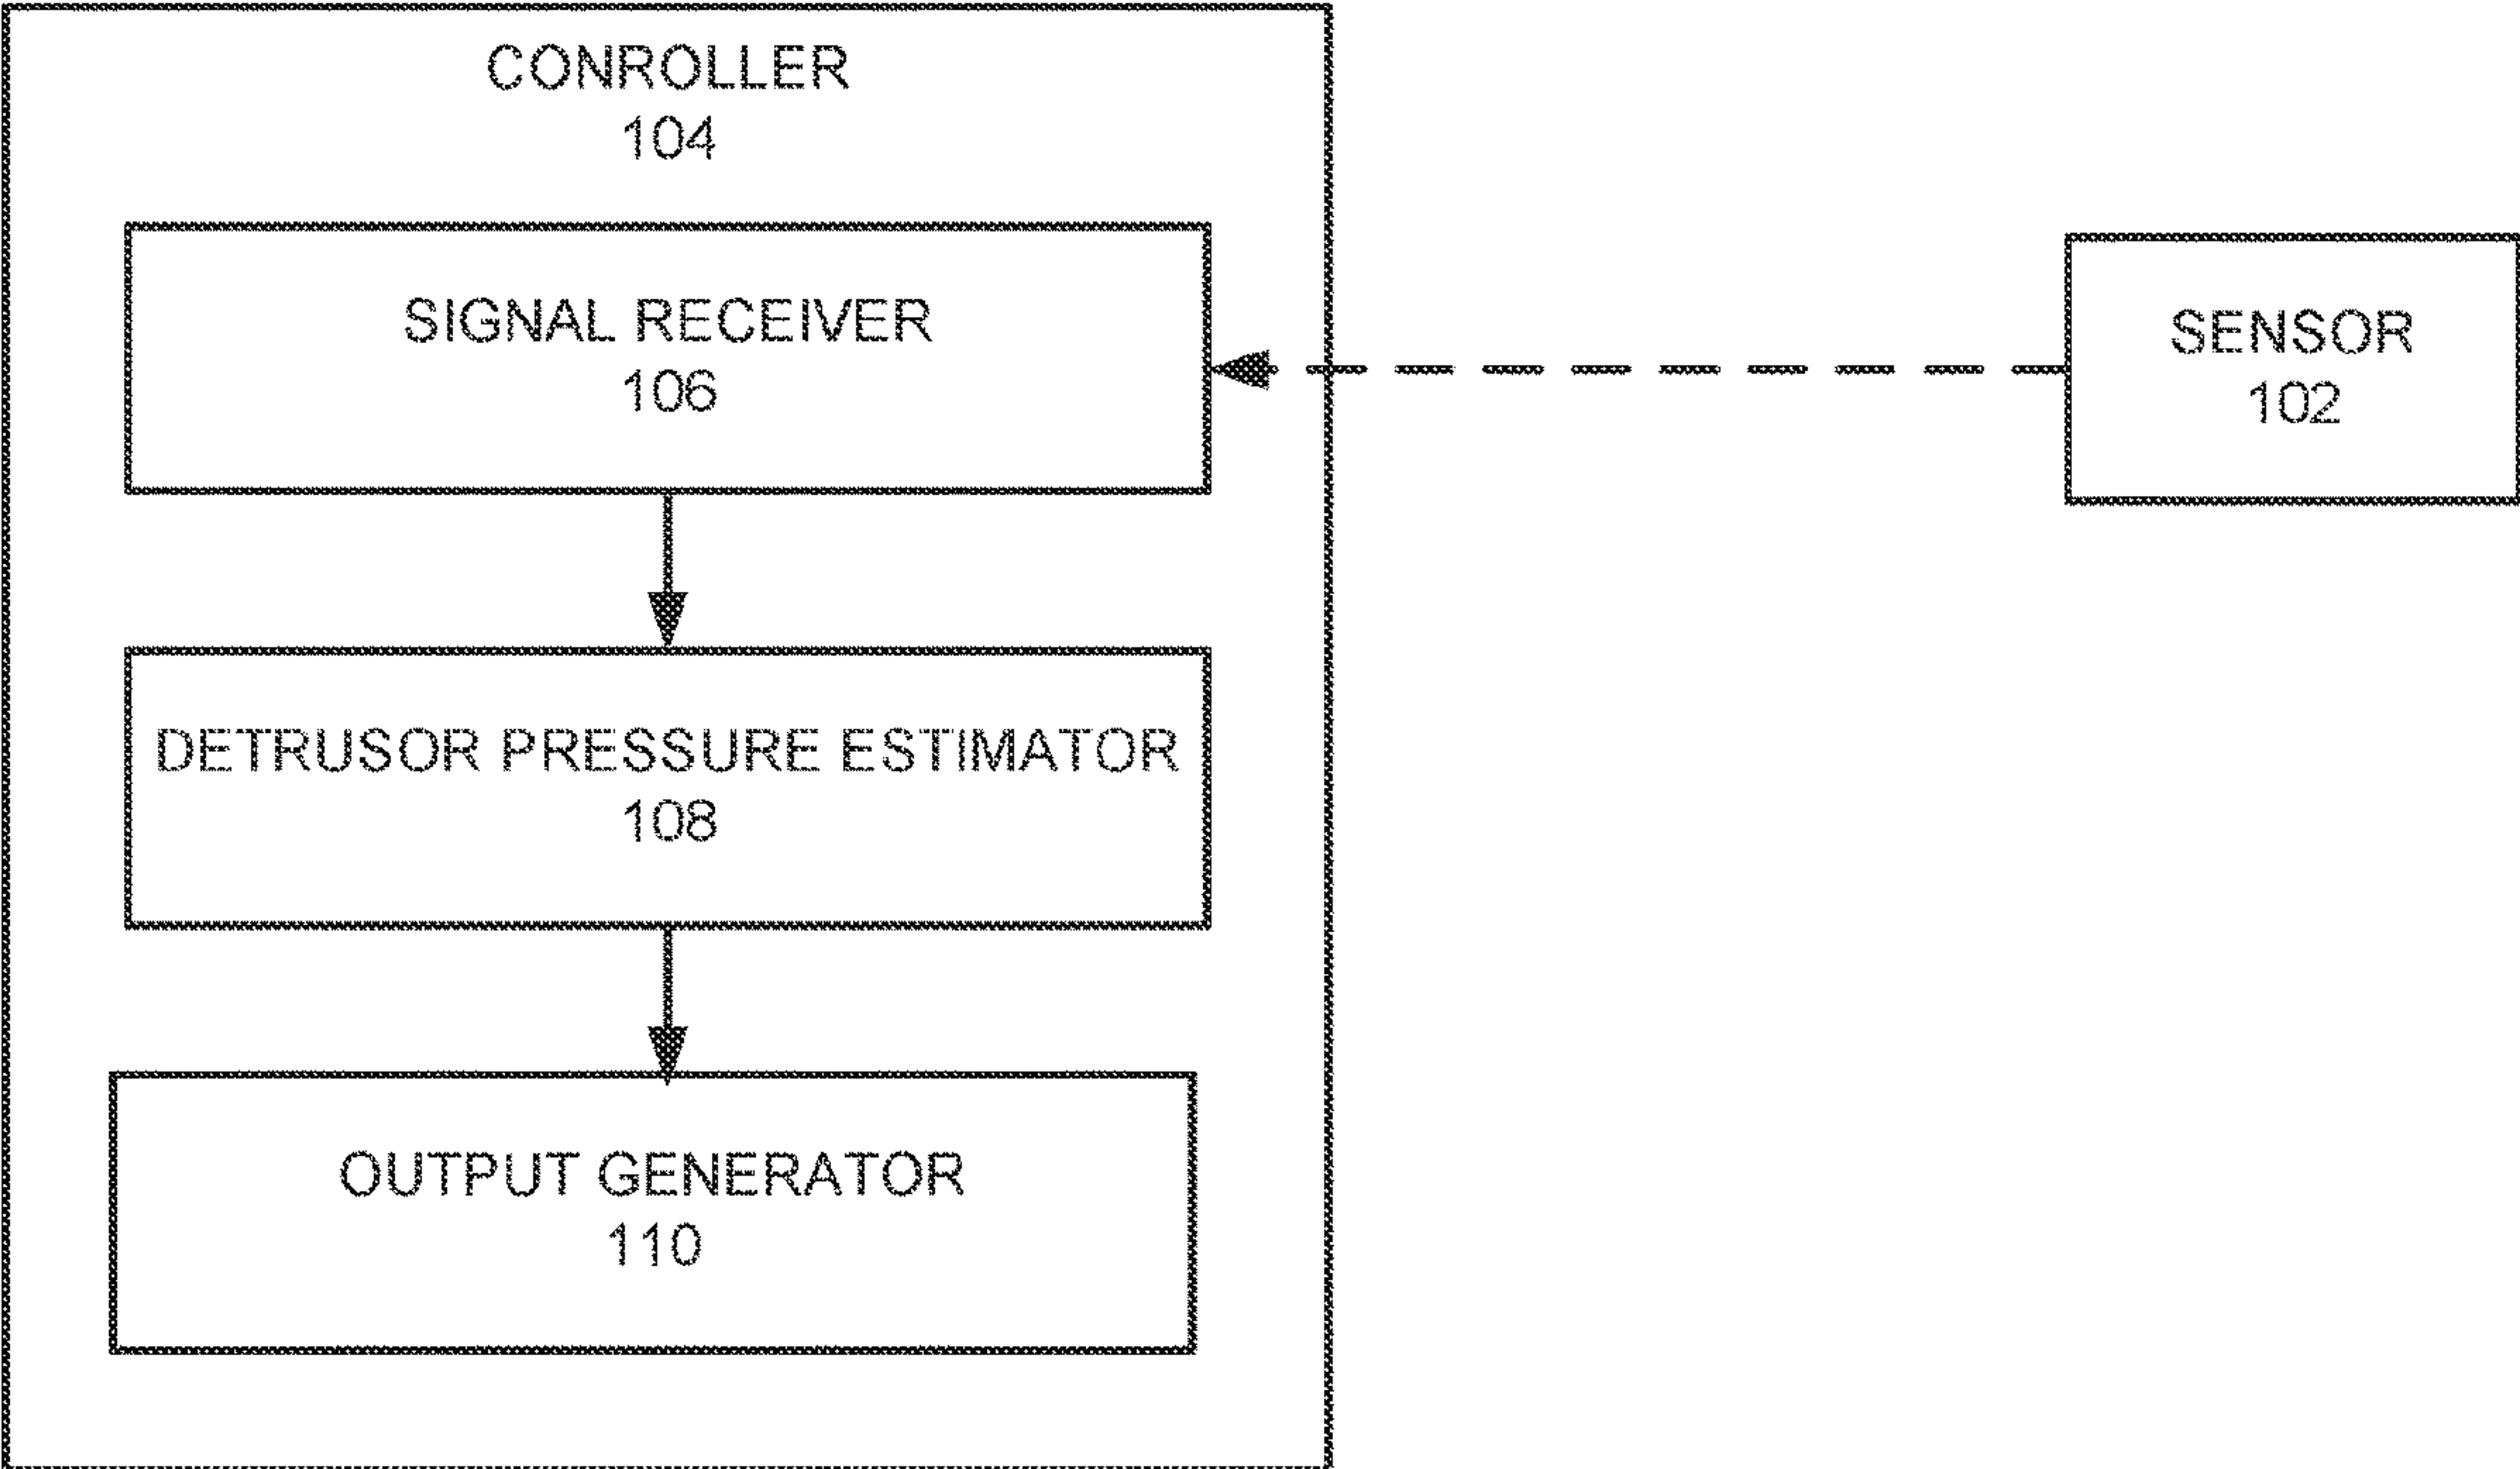 CONROLLER
104
SIGNAL RECEIVER
106
SENSOR
102
DETRUSOR PRESSURE ESTIMATOR
108
OUTPUT GENERATOR
110